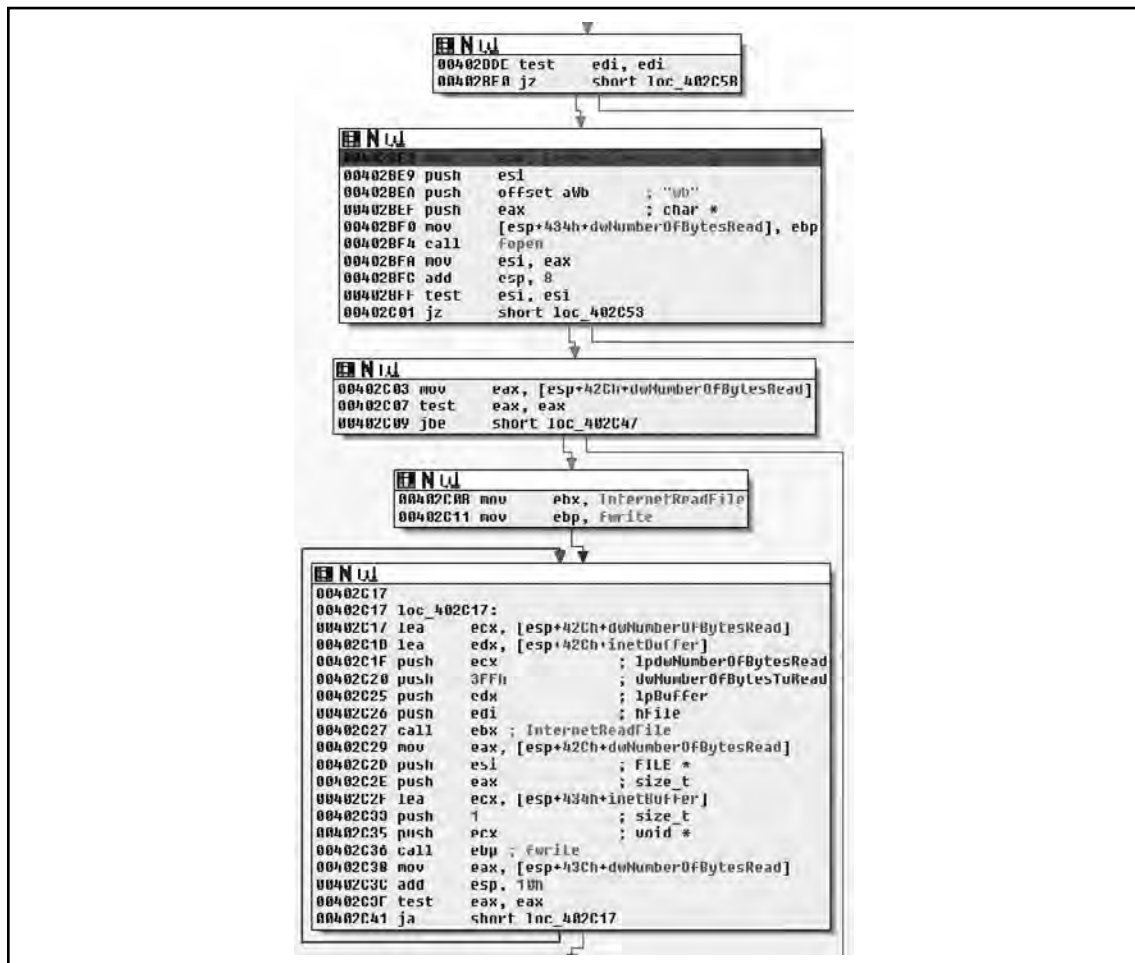 00402BDE test edi, edi
00402BE0 jz short loc_402C5B
00402BE9 push esi
00402BEA push offset aWb ; "wb"
00402BEF push eax ; char *
00402BF0 mov [esp+434h+dwNumberOfBytesRead], ebp
00402BF4 call fopen
00402BFA mov esi, eax
00402BFC add esp, 8
00402BFF test esi, esi
00402C01 jz short loc_402C53
00402C03 mov eax, [esp+42Ch+dwNumberOfBytesRead]
00402C07 test eax, eax
00402C09 jbe short loc_402C47
00402C0B mov ebx, InternetReadFile
00402C11 mov ebp, fwrite
00402C17
00402C17 loc_402C17:
00402C17 lea ecx, [esp+42Ch+dwNumberOfBytesRead]
00402C1B lea edx, [esp+42Ch+inetBuffer]
00402C1F push ecx ; lpdwNumberOfBytesRead
00402C20 push 3FFh ; dwNumberOfBytesToRead
00402C25 push edx ; lpBuffer
00402C26 push edi ; hFile
00402C27 call ebx ; InternetReadFile
00402C29 mov eax, [esp+42Ch+dwNumberOfBytesRead]
00402C2D push esi ; FILE *
00402C2E push eax ; size_t
00402C2F lea ecx, [esp+434h+inetBuffer]
00402C33 push 1 ; size_t
00402C35 push ecx ; void *
00402C36 call ebp ; fwrite
00402C38 mov eax, [esp+43Ch+dwNumberOfBytesRead]
00402C3C add esp, 10h
00402C3F test eax, eax
00402C41 ja short loc_402C17